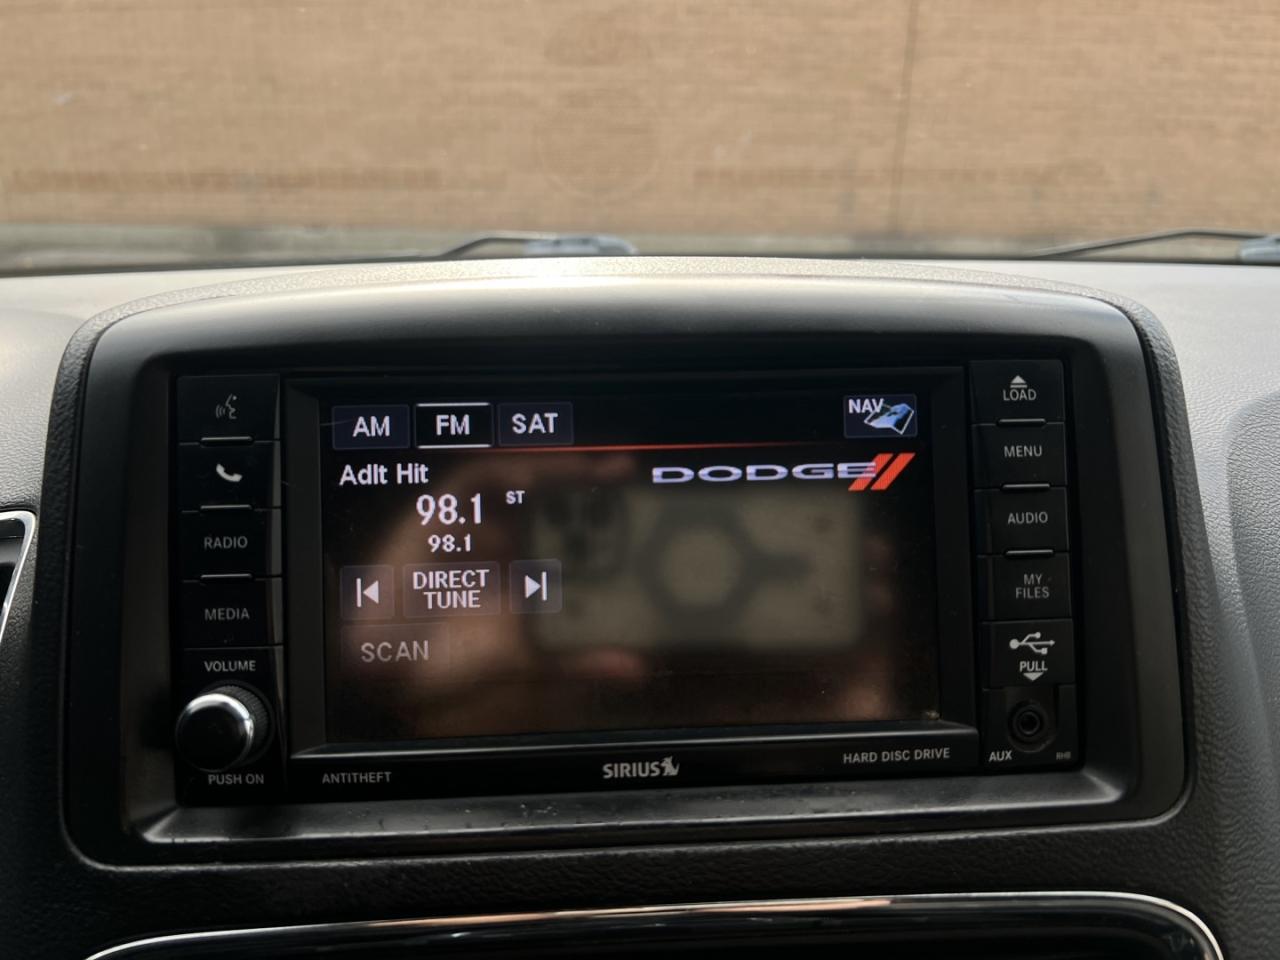 AM FM SAT NAV
Adlt Hit
DODGE
98.1 ST
98.1
DIRECT
TUNE
SCAN
RADIO
MEDIA
VOLUME
PUSH ON
LOAD
MENU
AUDIO
MY
FILES
PULL
AUX
RHB
ANTITHEFT
SIRIUS
HARD DISC DRIVE